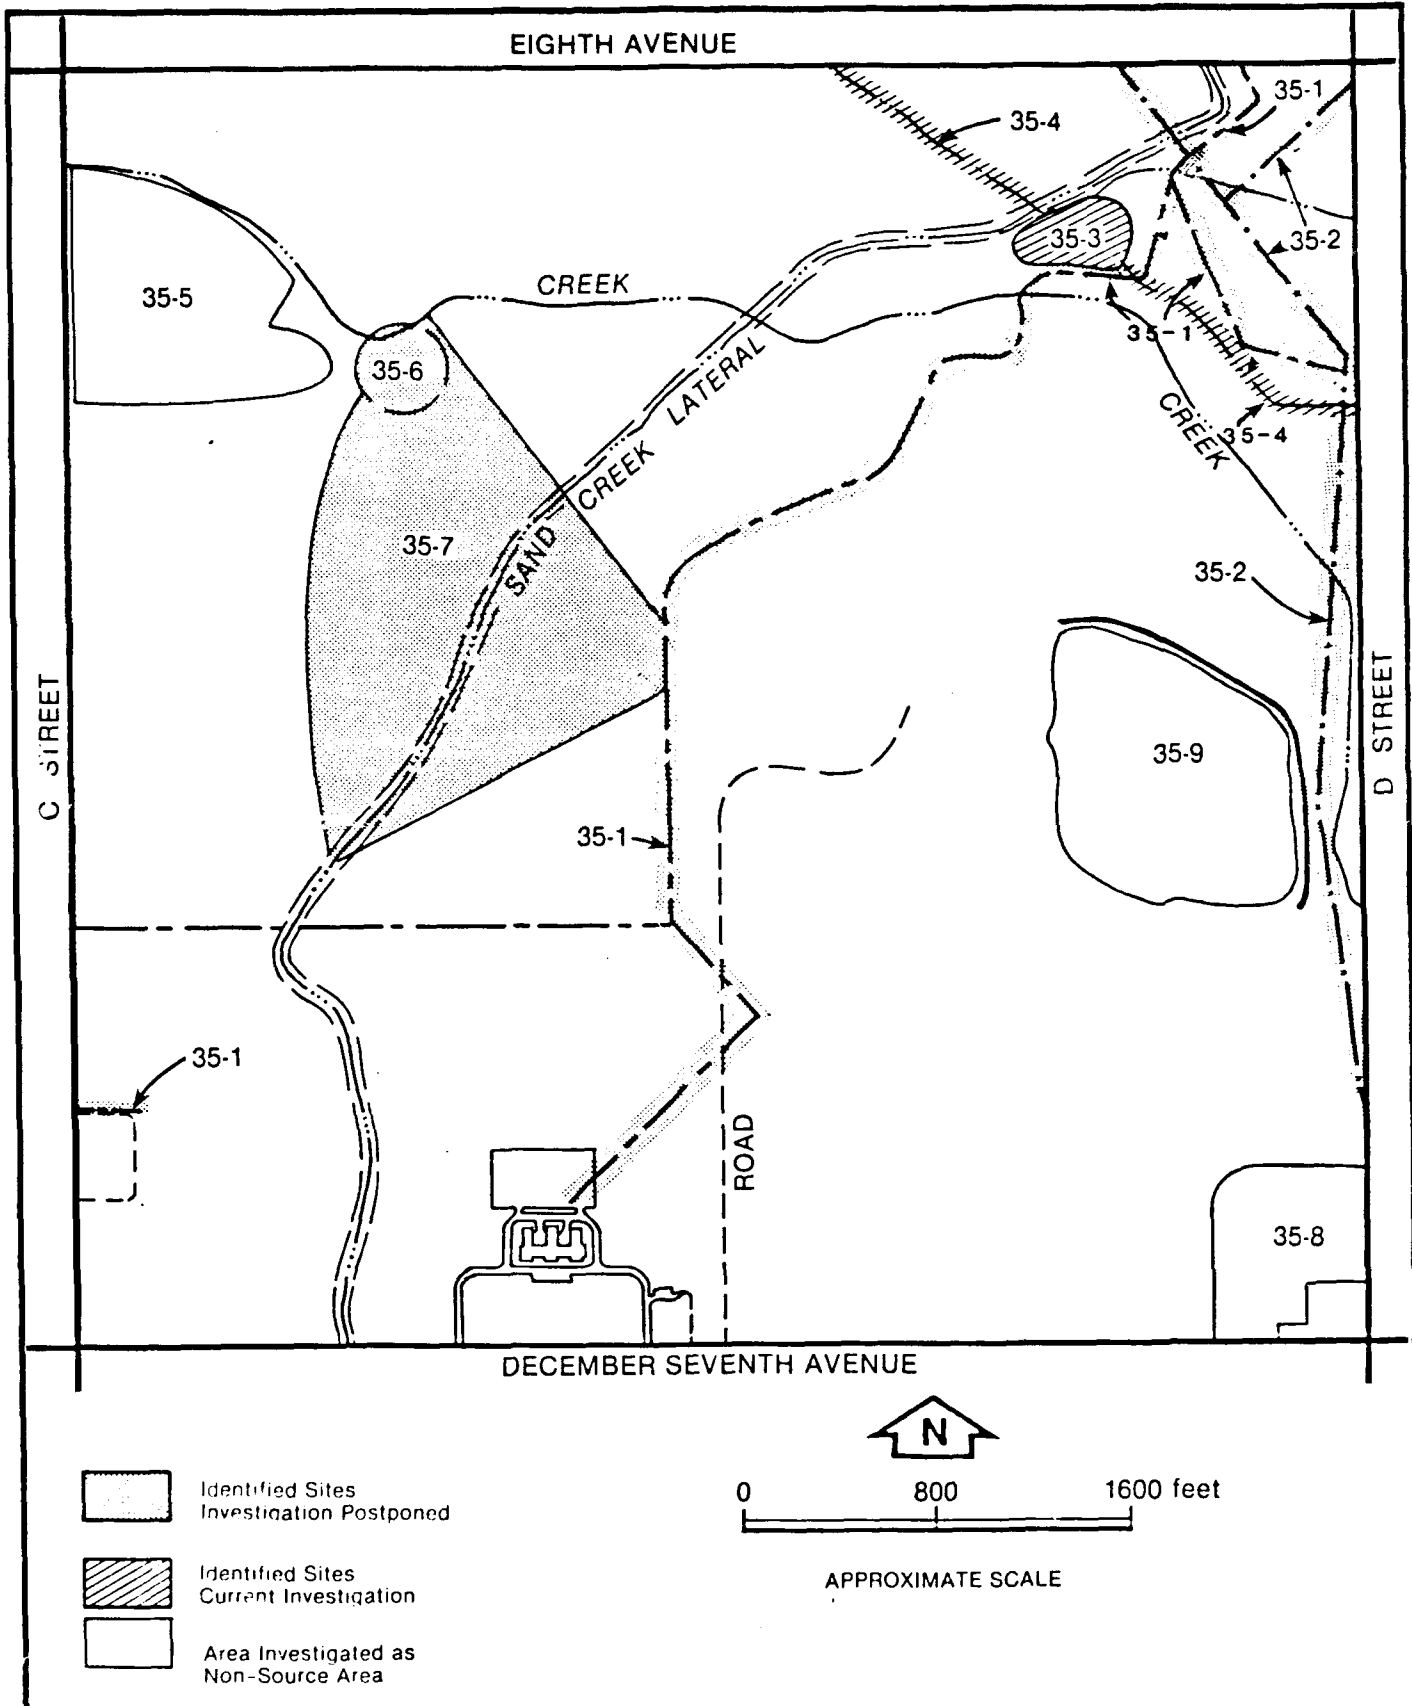 EIGHTH AVENUE
35-1
35-4
35-2
35-3
35-5
CREEK
35-1
35-6
SAND CREEK LATERAL
CREEK
35-4
35-7
35-2
C STREET
D STREET
35-9
35-1
35-1
ROAD
35-8
DECEMBER SEVENTH AVENUE
N
Identified Sites
Investigation Postponed
0 800 1600 feet
Identified Sites
Current Investigation
APPROXIMATE SCALE
Area Investigated as
Non-Source Area